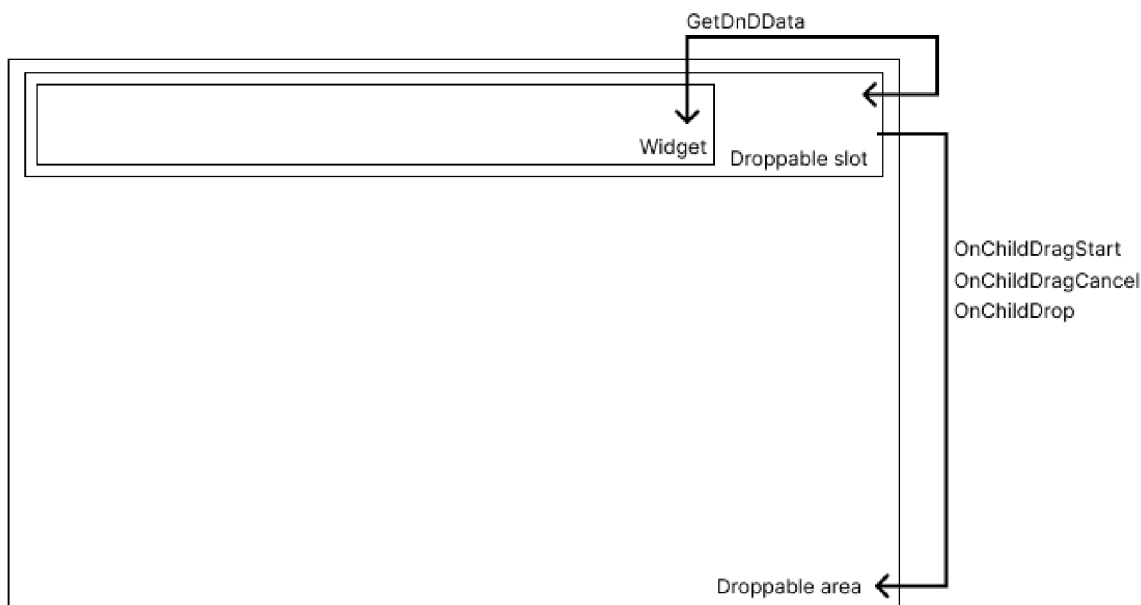 GetDnDData
Widget
Droppable slot
OnChildDragStart
OnChildDragCancel
OnChildDrop
Droppable area